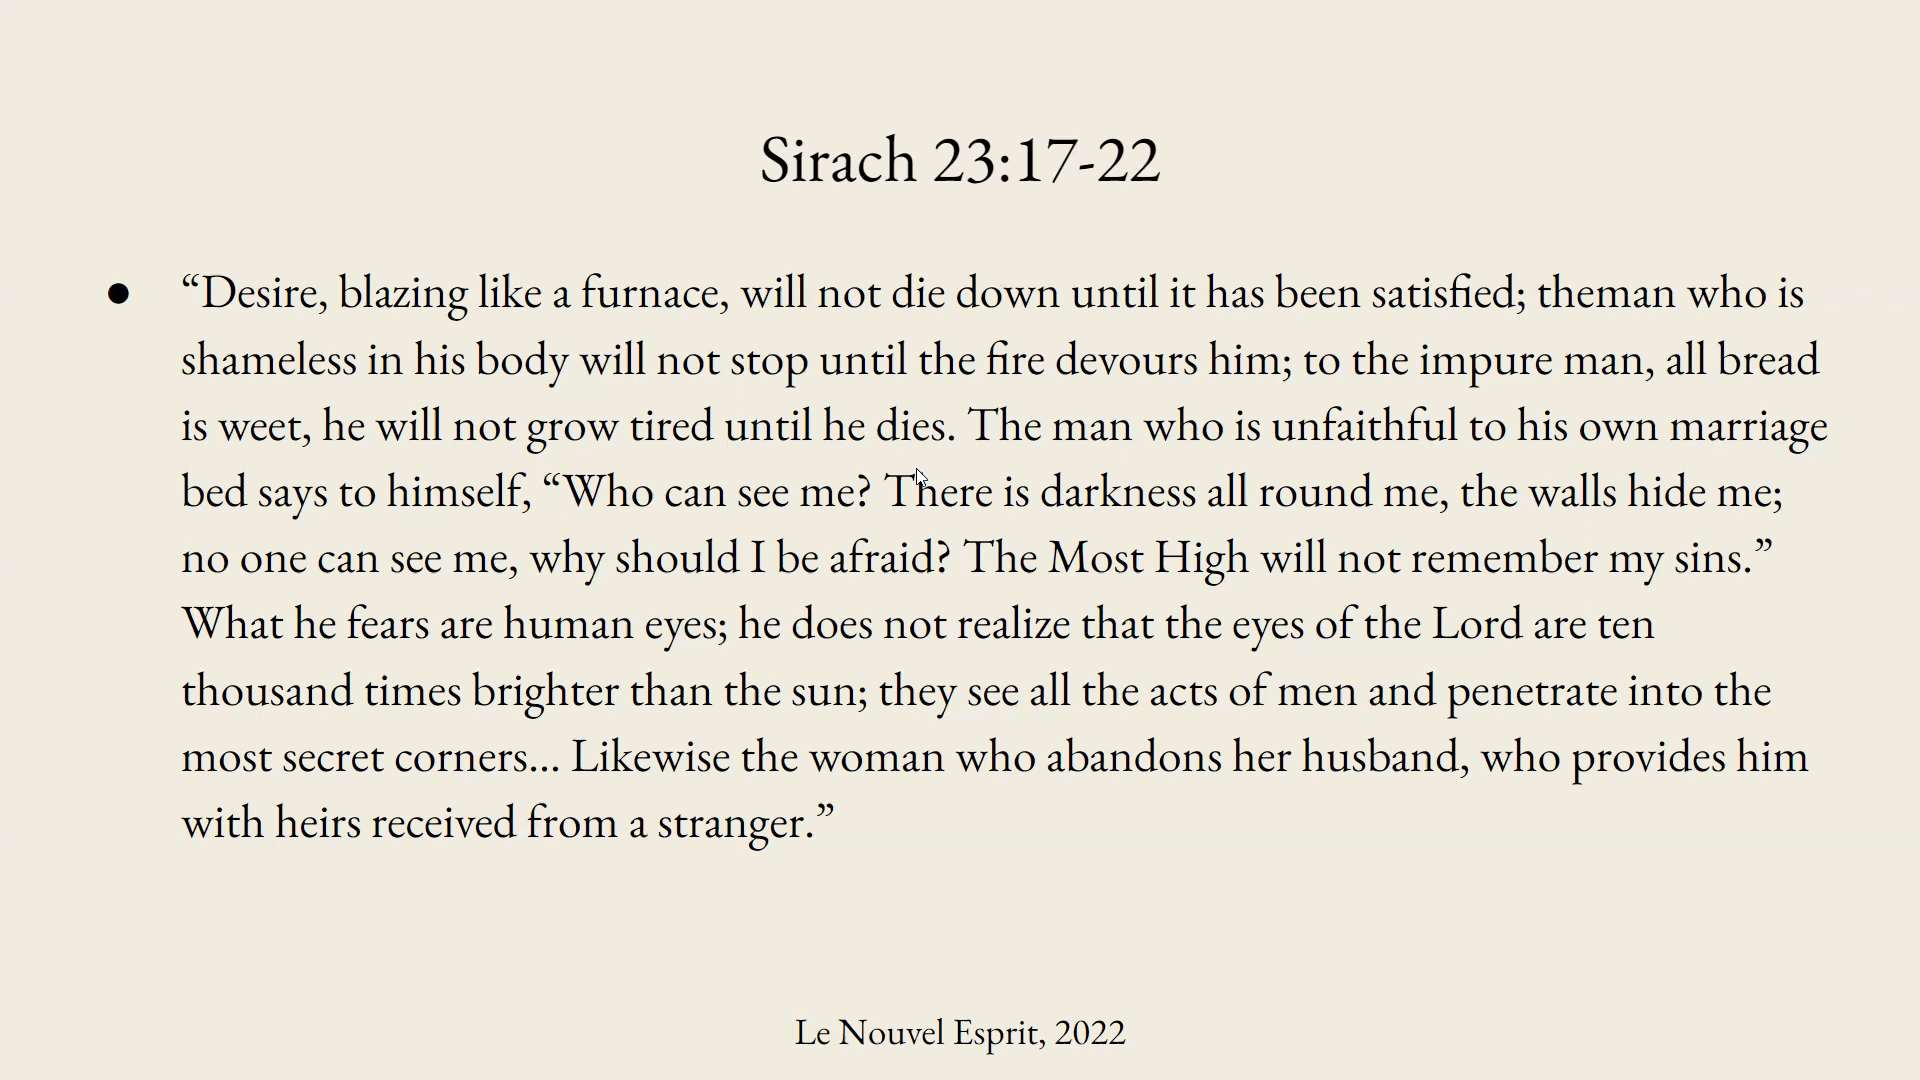 Sirach 23:17-22
● “Desire, blazing like a furnace, will not die down until it has been satisfied; theman who is
shameless in his body will not stop until the fire devours him; to the impure man, all bread
is weet, he will not grow tired until he dies. The man who is unfaithful to his own marriage
bed says to himself, “Who can see me? There is darkness all round me, the walls hide me;
no one can see me, why should I be afraid? The Most High will not remember my sins.”
What he fears are human eyes; he does not realize that the eyes of the Lord are ten
thousand times brighter than the sun; they see all the acts of men and penetrate into the
most secret corners... Likewise the woman who abandons her husband, who provides him
with heirs received from a stranger.”
Le Nouvel Esprit, 2022